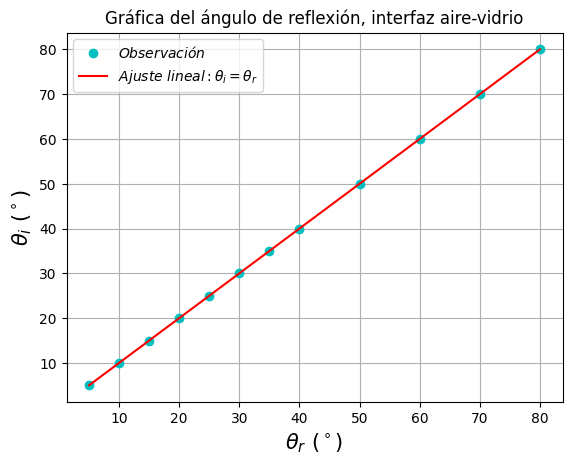 Gráfica del ángulo de reflexión, interfaz aire-vidrio
Observación
Ajuste lineal : θi = θr
θi (°)
80
70
60
50
40
30
20
10
10 20 30 40 50 60 70 80
θr (°)